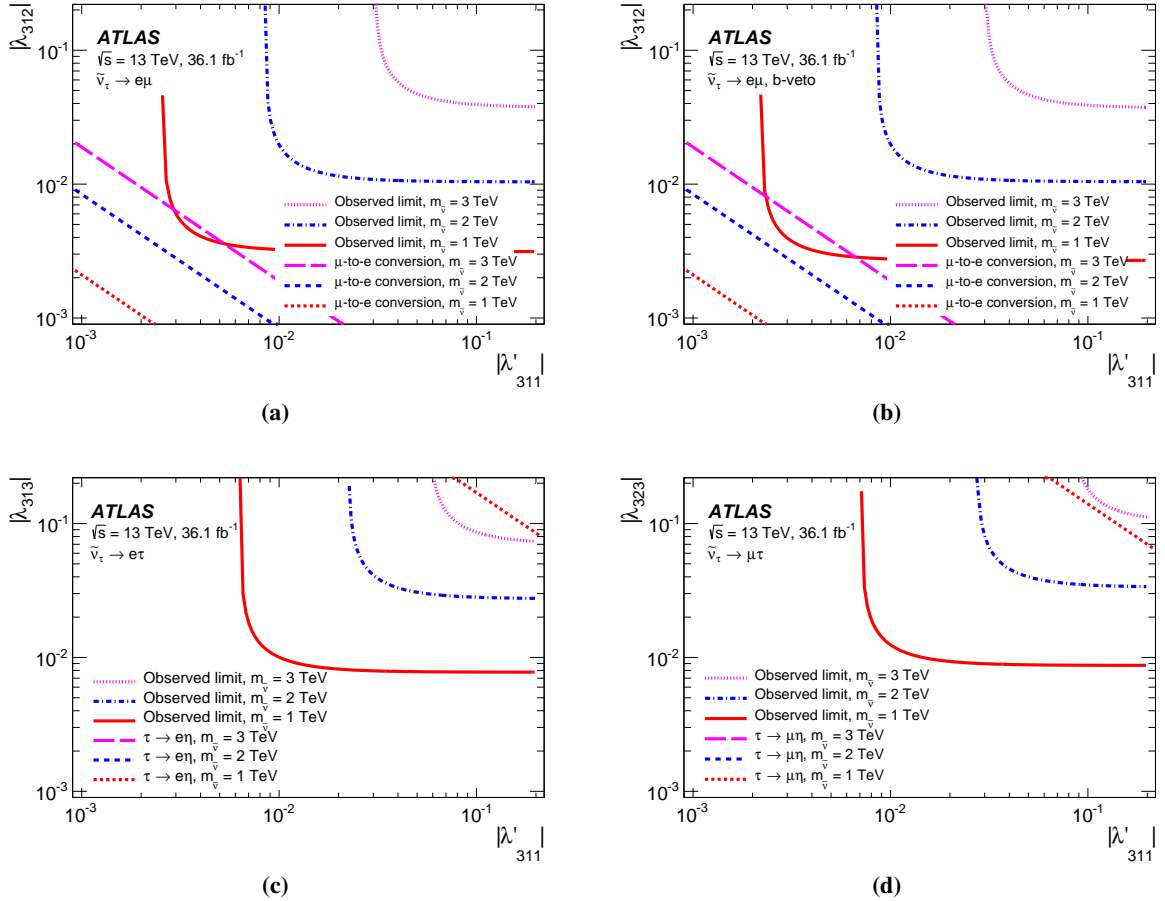 |λ312|
10⁻¹
10⁻²
10⁻³
ATLAS
√s = 13 TeV, 36.1 fb⁻¹
ν̃τ → eμ
Observed limit, mν̃ = 3 TeV
Observed limit, mν̃ = 2 TeV
Observed limit, mν̃ = 1 TeV
μ-to-e conversion, mν̃ = 3 TeV
μ-to-e conversion, mν̃ = 2 TeV
μ-to-e conversion, mν̃ = 1 TeV
10⁻³ 10⁻² 10⁻¹
|λ'311|
(a)
|λ312|
10⁻¹
10⁻²
10⁻³
ATLAS
√s = 13 TeV, 36.1 fb⁻¹
ν̃τ → eμ, b-veto
Observed limit, mν̃ = 3 TeV
Observed limit, mν̃ = 2 TeV
Observed limit, mν̃ = 1 TeV
μ-to-e conversion, mν̃ = 3 TeV
μ-to-e conversion, mν̃ = 2 TeV
μ-to-e conversion, mν̃ = 1 TeV
10⁻³ 10⁻² 10⁻¹
|λ'311|
(b)
|λ313|
10⁻¹
10⁻²
10⁻³
ATLAS
√s = 13 TeV, 36.1 fb⁻¹
ν̃τ → eτ
Observed limit, mν̃ = 3 TeV
Observed limit, mν̃ = 2 TeV
Observed limit, mν̃ = 1 TeV
τ → eη, mν̃ = 3 TeV
τ → eη, mν̃ = 2 TeV
τ → eη, mν̃ = 1 TeV
10⁻³ 10⁻² 10⁻¹
|λ'311|
(c)
|λ323|
10⁻¹
10⁻²
10⁻³
ATLAS
√s = 13 TeV, 36.1 fb⁻¹
ν̃τ → μτ
Observed limit, mν̃ = 3 TeV
Observed limit, mν̃ = 2 TeV
Observed limit, mν̃ = 1 TeV
τ → μη, mν̃ = 3 TeV
τ → μη, mν̃ = 2 TeV
τ → μη, mν̃ = 1 TeV
10⁻³ 10⁻² 10⁻¹
|λ'311|
(d)